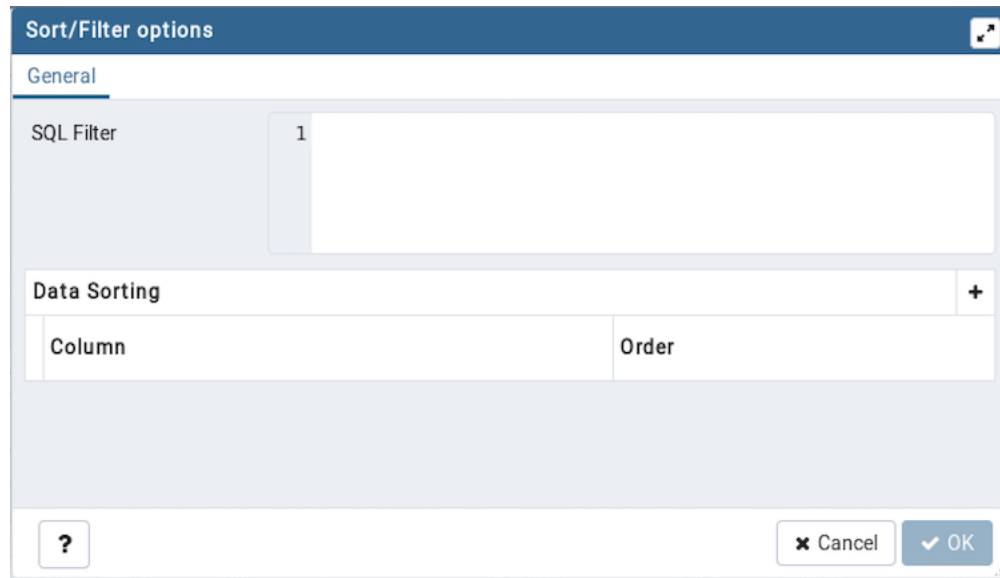 Sort/Filter options
General
SQL Filter
1
Data Sorting
+
Column Order
?
Cancel
OK